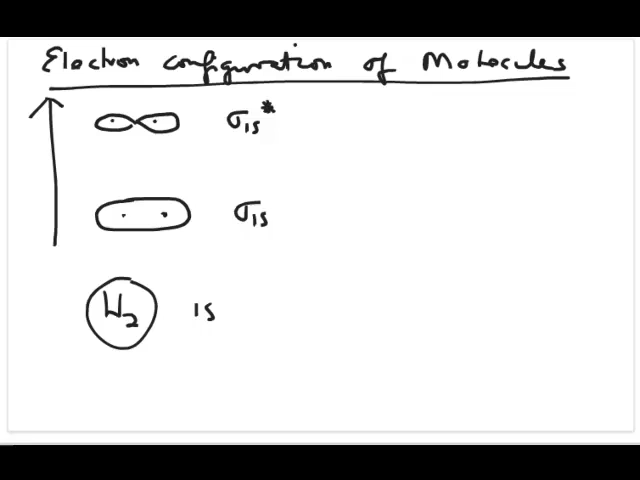 Electron configuration of Molecules
σ1s*
σ1s
H2 1s